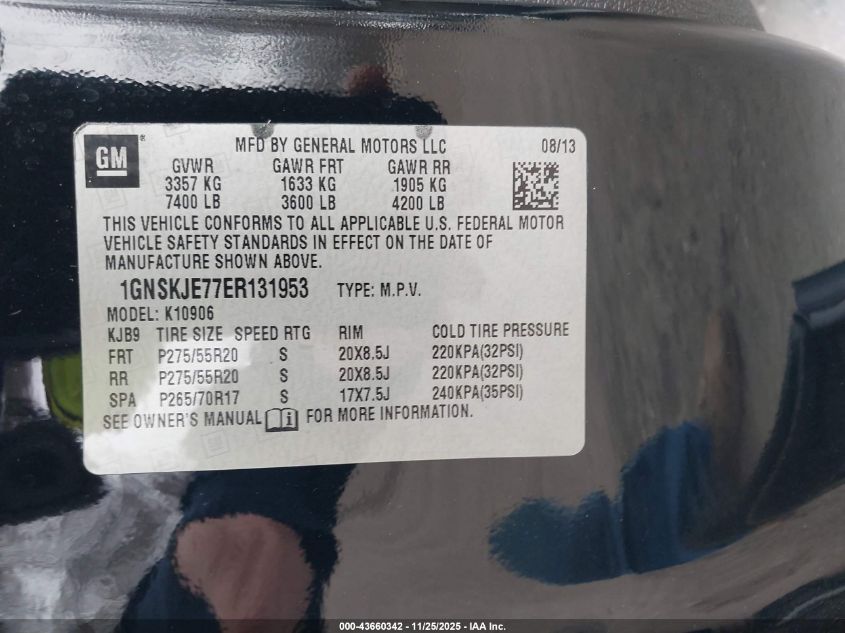 GM ®
MFD BY GENERAL MOTORS LLC 08/13
GVWR GAWR FRT GAWR RR
3357 KG 1633 KG 1905 KG
7400 LB 3600 LB 4200 LB
THIS VEHICLE CONFORMS TO ALL APPLICABLE U.S. FEDERAL MOTOR
VEHICLE SAFETY STANDARDS IN EFFECT ON THE DATE OF
MANUFACTURE SHOWN ABOVE.
1GNSKJE77ER131953 TYPE: M.P.V.
MODEL: K10906
KJB9 TIRE SIZE SPEED RTG RIM COLD TIRE PRESSURE
FRT P275/55R20 S 20X8.5J 220KPA(32PSI)
RR P275/55R20 S 20X8.5J 220KPA(32PSI)
SPA P265/70R17 S 17X7.5J 240KPA(35PSI)
SEE OWNER'S MANUAL i FOR MORE INFORMATION.
000-43660342 - 11/25/2025 - IAA Inc.